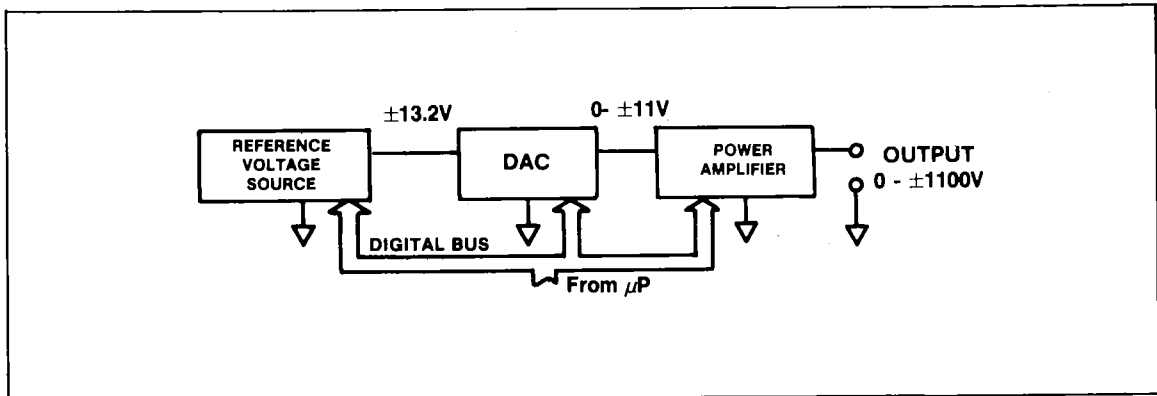 ±13.2V
0- ±11V
REFERENCE
VOLTAGE
SOURCE
DAC
POWER
AMPLIFIER
OUTPUT
0 - ±1100V
DIGITAL BUS
From μP